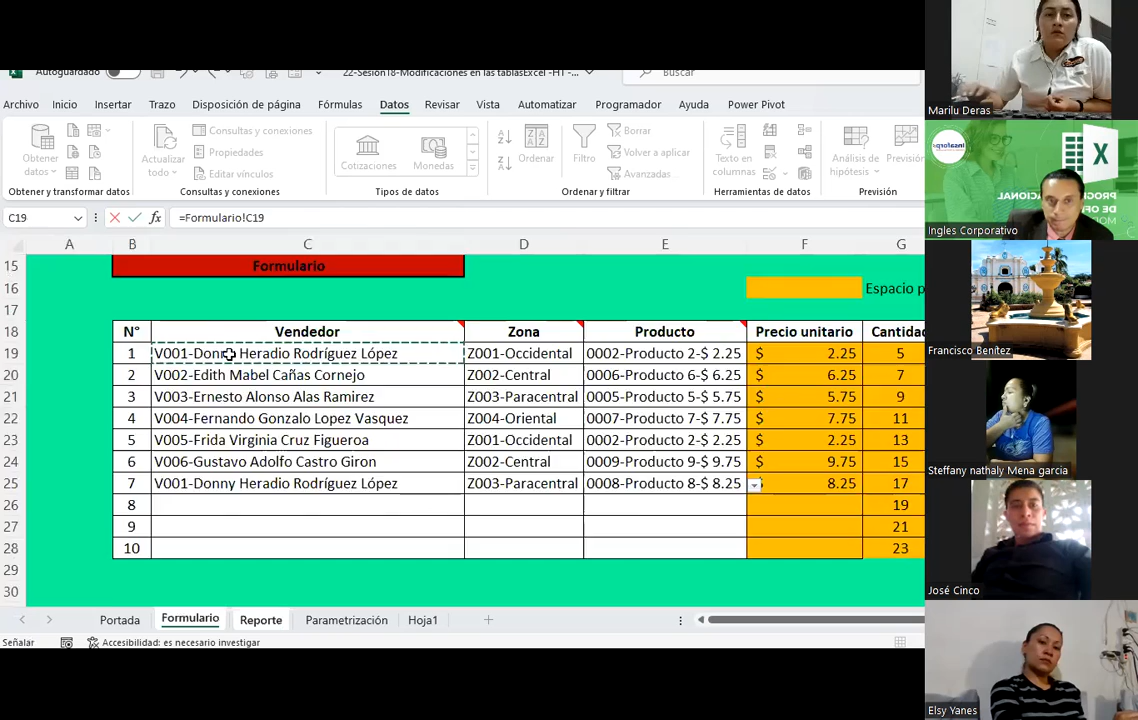 Autoguardado
22-Sesión18-Modificaciones en las tablasExcel -HT -...
Buscar
Archivo Inicio Insertar Trazo Disposición de página Fórmulas Datos Revisar Vista Automatizar Programador Ayuda Power Pivot
Obtener datos
Actualizar todo
Consultas y conexiones
Propiedades
Editar vínculos
Cotizaciones
Monedas
Ordenar
Filtro
Borrar
Volver a aplicar
Avanzadas...
Texto en columnas
Análisis de hipótesis
Previsión
Obtener y transformar datos
Consultas y conexiones
Tipos de datos
Ordenar y filtrar
Herramientas de datos
Previsión
C19
fx
=Formulario!C19
A B C D E F G
15 Formulario
16 Espacio p
17
18 N° Vendedor Zona Producto Precio unitario Cantidad
19 1 V001-Donny Heradio Rodríguez López Z001-Occidental 0002-Producto 2-$ 2.25 $ 2.25 5
20 2 V002-Edith Mabel Cañas Cornejo Z002-Central 0006-Producto 6-$ 6.25 $ 6.25 7
21 3 V003-Ernesto Alonso Alas Ramirez Z003-Paracentral 0005-Producto 5-$ 5.75 $ 5.75 9
22 4 V004-Fernando Gonzalo Lopez Vasquez Z004-Oriental 0007-Producto 7-$ 7.75 $ 7.75 11
23 5 V005-Frida Virginia Cruz Figueroa Z001-Occidental 0002-Producto 2-$ 2.25 $ 2.25 13
24 6 V006-Gustavo Adolfo Castro Giron Z002-Central 0009-Producto 9-$ 9.75 $ 9.75 15
25 7 V001-Donny Heradio Rodríguez López Z003-Paracentral 0008-Producto 8-$ 8.25 8.25 17
26 8 19
27 9 21
28 10 23
29
30
Portada Formulario Reporte Parametrización Hoja1
Señalar
Accesibilidad: es necesario investigar
Marilu Deras
Ingles Corporativo
Francisco Benítez
Steffany nathaly Mena garcia
José Cinco
Elsy Yanes